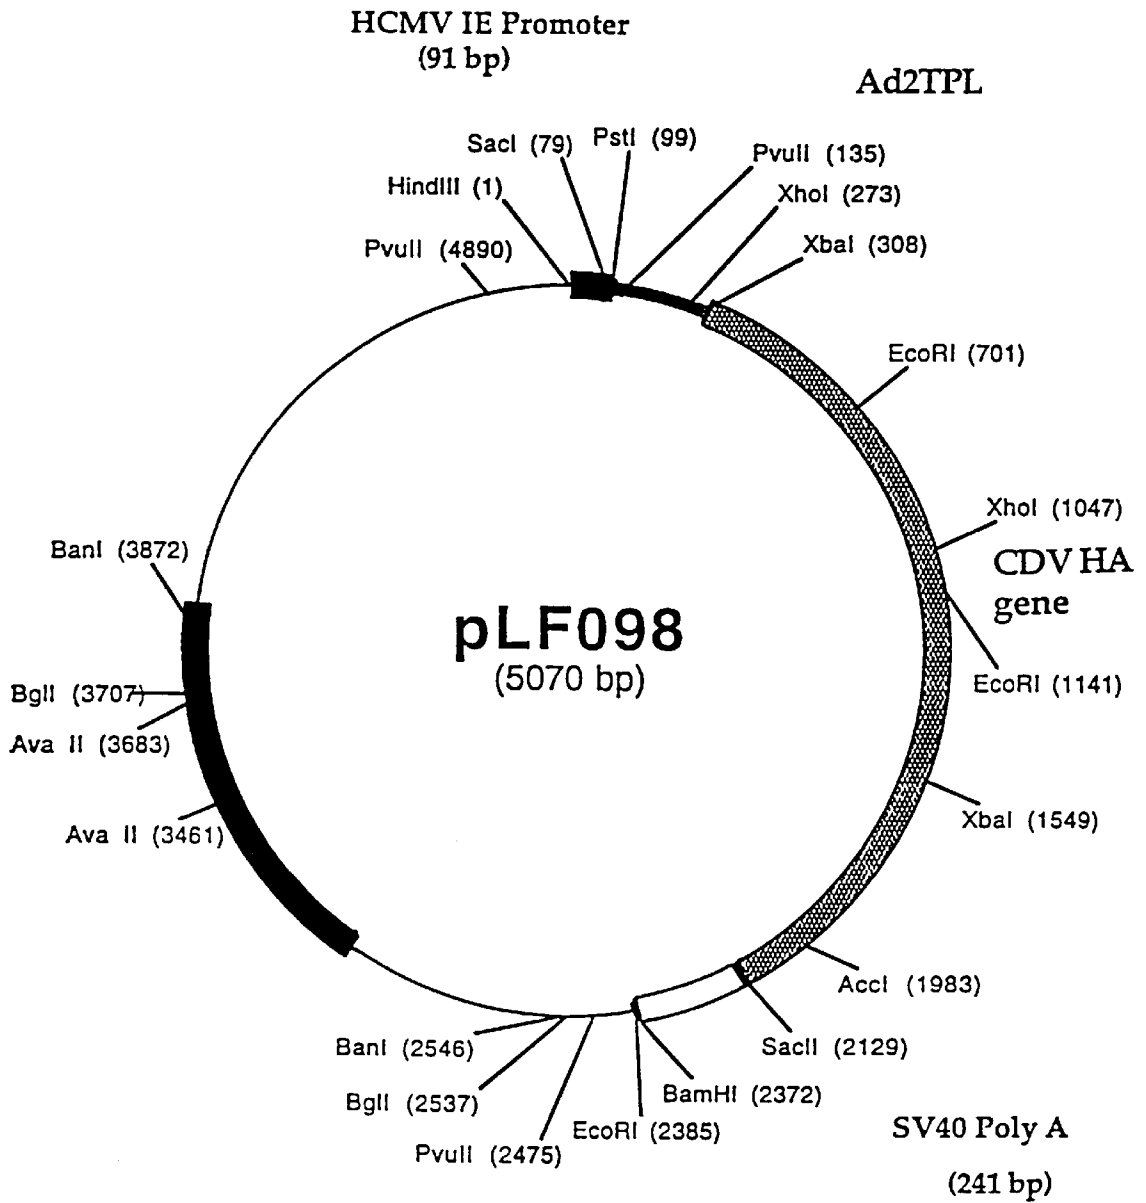 HCMV IE Promoter
(91 bp)
Ad2TPL
SacI (79)
PstI (99)
PvuII (135)
HindIII (1)
XhoI (273)
PvuII (4890)
XbaI (308)
EcoRI (701)
XhoI (1047)
BanI (3872)
CDV HA
gene
pLF098
(5070 bp)
BglI (3707)
EcoRI (1141)
Ava II (3683)
Ava II (3461)
XbaI (1549)
AccI (1983)
BanI (2546)
SacII (2129)
BglI (2537)
BamHI (2372)
EcoRI (2385)
PvuII (2475)
SV40 Poly A
(241 bp)